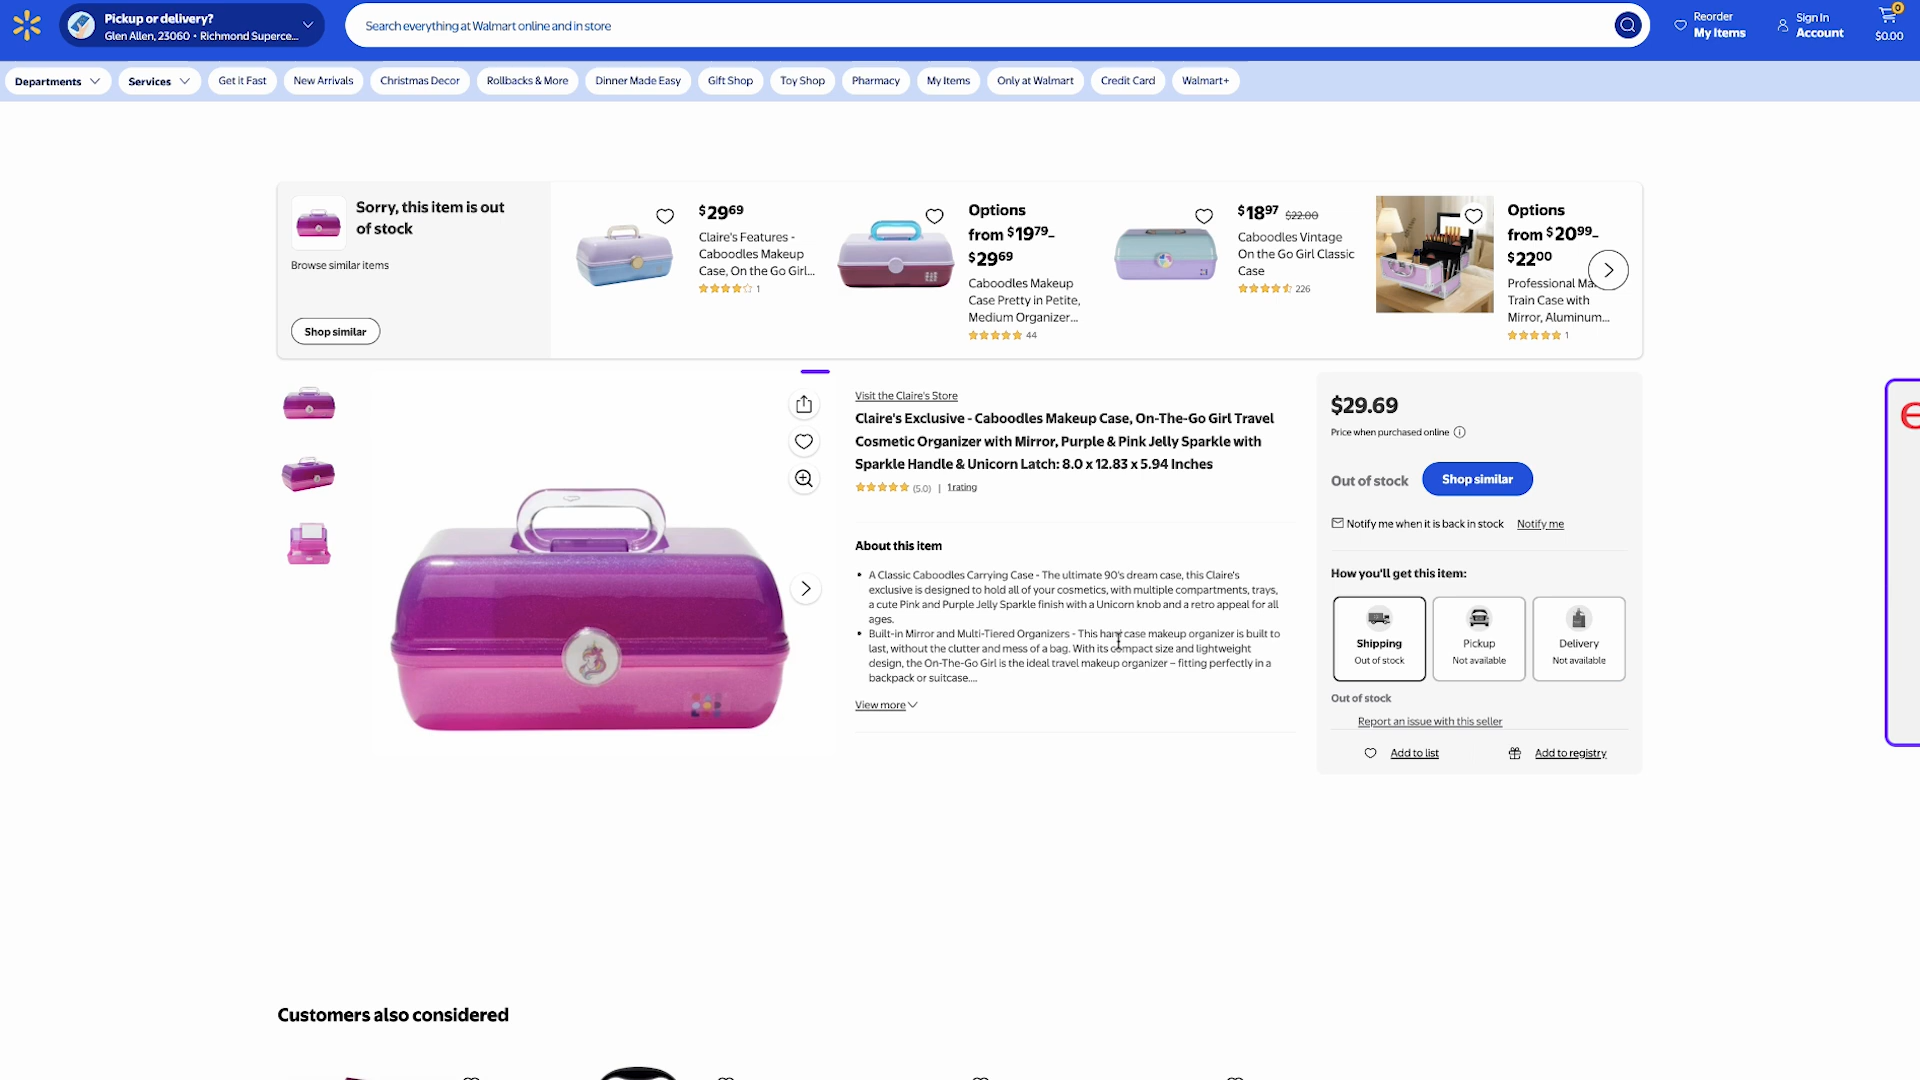 Pickup or delivery?
Glen Allen, 23060 • Richmond Superce...
Search everything at Walmart online and in store
Reorder
My Items
Sign In
Account
0
$0.00
Departments
Services
Get it Fast
New Arrivals
Christmas Decor
Rollbacks & More
Dinner Made Easy
Gift Shop
Toy Shop
Pharmacy
My Items
Only at Walmart
Credit Card
Walmart+
Sorry, this item is out
of stock
Browse similar items
Shop similar
$2969
Claire's Features -
Caboodles Makeup
Case, On the Go Girl...
1
Options
from $1979–
$2969
Caboodles Makeup
Case Pretty in Petite,
Medium Organizer...
44
$1897 $22.00
Caboodles Vintage
On the Go Girl Classic
Case
226
Options
from $2099–
$2200
Professional Ma
Train Case with
Mirror, Aluminum...
1
Visit the Claire's Store
Claire's Exclusive - Caboodles Makeup Case, On-The-Go Girl Travel
Cosmetic Organizer with Mirror, Purple & Pink Jelly Sparkle with
Sparkle Handle & Unicorn Latch: 8.0 x 12.83 x 5.94 Inches
(5.0) | 1 rating
About this item
• A Classic Caboodles Carrying Case - The ultimate 90's dream case, this Claire's
exclusive is designed to hold all of your cosmetics, with multiple compartments, trays,
a cute Pink and Purple Jelly Sparkle finish with a Unicorn knob and a retro appeal for all
ages.
• Built-in Mirror and Multi-Tiered Organizers - This hard case makeup organizer is built to
last, without the clutter and mess of a bag. With its compact size and lightweight
design, the On-The-Go Girl is the ideal travel makeup organizer – fitting perfectly in a
backpack or suitcase....
View more
$29.69
Price when purchased online
Out of stock
Shop similar
Notify me when it is back in stock
Notify me
How you'll get this item:
Shipping
Out of stock
Pickup
Not available
Delivery
Not available
Out of stock
Report an issue with this seller
Add to list
Add to registry
Customers also considered